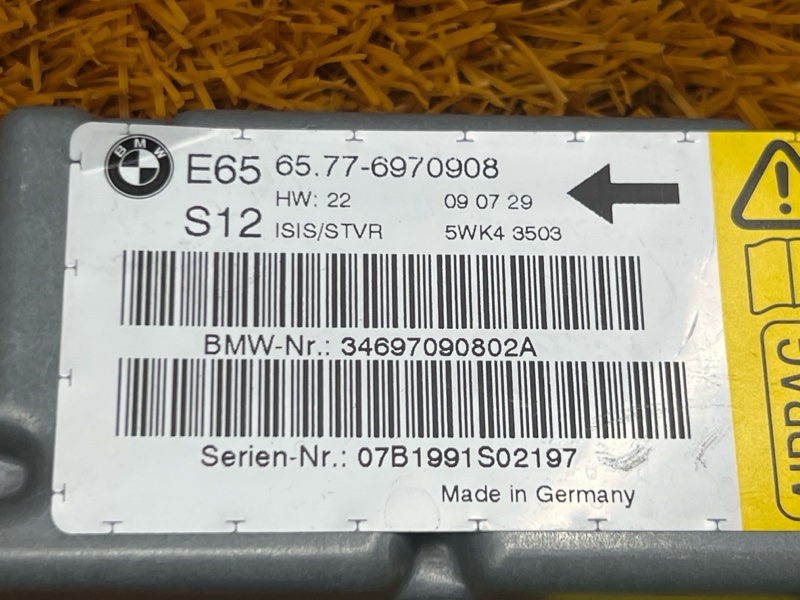 BMW
E65 65.77-6970908
HW: 22 09 07 29
S12 ISIS/STVR 5WK4 3503
BMW-Nr.: 34697090802A
Serien-Nr.: 07B1991S02197
Made in Germany
AIRBAG